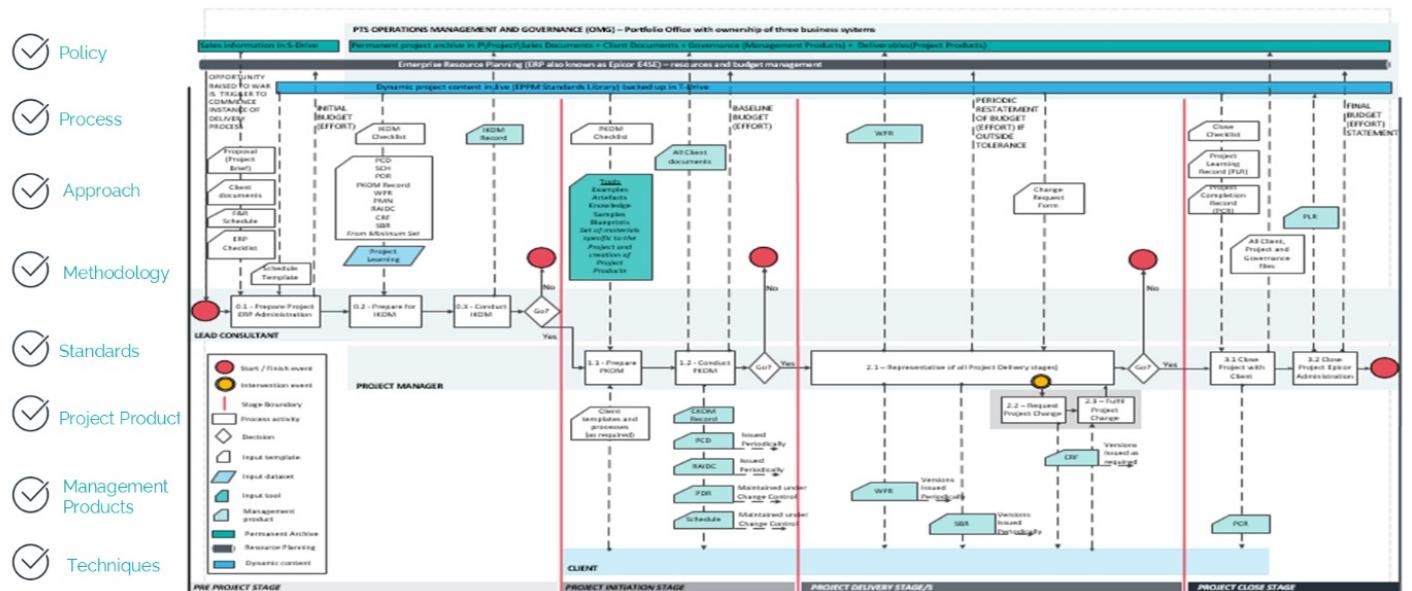 Policy
Process
Approach
Methodology
Standards
Project Product
Management
Products
Techniques
PTS OPERATIONS MANAGEMENT AND GOVERNANCE (OMG) – Portfolio Office with ownership of three business systems
Sales information in S-Drive
Permanent project archive in P\Project\Sales Documents + Client Documents + Governance (Management Products) + Deliverables(Project Products)
Enterprise Resource Planning (ERP also known as Epicor E4SE) – resources and budget management
Dynamic project content in live (EPPM Standards Library) backed up in T-Drive
OPPORTUNITY
RAISED TO WAR
IS TRIGGER TO
COMMENCE
INSTANCE OF
DELIVERY
PROCESS
INITIAL
BUDGET
(EFFORT)
Proposal
(Project
Brief)
Client
documents
F&R
Schedule
ERP
Checklist
Schedule
Template
IKOM
Checklist
PCD
SCH
PDR
PKOM Record
WPR
PMN
RAIDC
CRF
SBR
From Minimum Set
Project
Learning
IKOM
Record
PKOM
Checklist
Tools
Examples
Artefacts
Knowledge
Samples
Blueprints
Set of materials
specific to the
Project and
creation of
Project
Products
All Client
documents
BASELINE
BUDGET
(EFFORT)
WPR
PERIODIC
RESTATEMENT
OF BUDGET
(EFFORT) IF
OUTSIDE
TOLERANCE
Change
Request
Form
Close
Checklist
Project
Learning
Record (PLR)
Project
Completion
Record
(PCR)
All Client,
Project and
Governance
files
PLR
FINAL
BUDGET
(EFFORT)
STATEMENT
0.1 - Prepare Project
ERP Administration
0.2 - Prepare for
IKOM
0.3 - Conduct
IKOM
Go?
No
Yes
LEAD CONSULTANT
1.1 - Prepare
PKOM
1.2 - Conduct
PKOM
Go?
No
Yes
2.1 – Representative of all Project Delivery stage(s)
Go?
No
Yes
3.1 Close
Project with
Client
3.2 Close
Project Epicor
Administration
PROJECT MANAGER
2.2 – Request
Project Change
2.3 – Fulfil
Project
Change
Start / Finish event
Intervention event
Stage Boundary
Process activity
Decision
Input template
Input dataset
Input tool
Management
product
Permanent Archive
Resource Planning
Dynamic content
Client
templates and
processes
(as required)
Record
PCD
Issued
Periodically
RAIDC
Issued
Periodically
PDR
Maintained under
Change Control
Schedule
Maintained under
Change Control
WPR
Versions
Issued
Periodically
SBR
Versions
Issued
Periodically
CRF
Versions
Issued as
required
PCR
CLIENT
PRE PROJECT STAGE
PROJECT INITIATION STAGE
PROJECT DELIVERY STAGE/S
PROJECT CLOSE STAGE